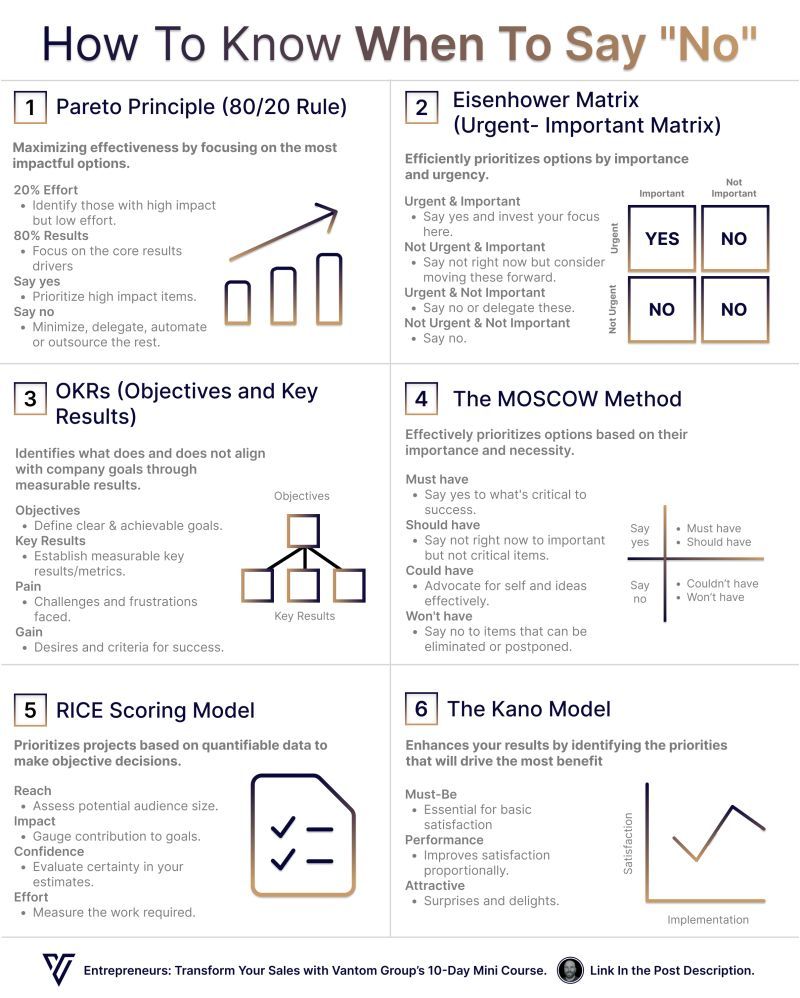 How To Know When To Say "No"
1 Pareto Principle (80/20 Rule)
Maximizing effectiveness by focusing on the most
impactful options.
20% Effort
• Identify those with high impact
but low effort.
80% Results
• Focus on the core results
drivers
Say yes
• Prioritize high impact items.
Say no
• Minimize, delegate, automate
or outsource the rest.
2 Eisenhower Matrix
(Urgent- Important Matrix)
Efficiently prioritizes options by importance
and urgency.
Urgent & Important
• Say yes and invest your focus
here.
Not Urgent & Important
• Say not right now but consider
moving these forward.
Urgent & Not Important
• Say no or delegate these.
Not Urgent & Not Important
• Say no.
Important
Not
Important
Urgent
YES NO
Not Urgent
NO NO
3 OKRs (Objectives and Key
Results)
Identifies what does and does not align
with company goals through
measurable results.
Objectives
• Define clear & achievable goals.
Key Results
• Establish measurable key
results/metrics.
Pain
• Challenges and frustrations
faced.
Gain
• Desires and criteria for success.
Objectives
Key Results
4 The MOSCOW Method
Effectively prioritizes options based on their
importance and necessity.
Must have
• Say yes to what's critical to
success.
Should have
• Say not right now to important
but not critical items.
Could have
• Advocate for self and ideas
effectively.
Won't have
• Say no to items that can be
eliminated or postponed.
Say
yes
• Must have
• Should have
Say
no
• Couldn't have
• Won't have
5 RICE Scoring Model
Prioritizes projects based on quantifiable data to
make objective decisions.
Reach
• Assess potential audience size.
Impact
• Gauge contribution to goals.
Confidence
• Evaluate certainty in your
estimates.
Effort
• Measure the work required.
6 The Kano Model
Enhances your results by identifying the priorities
that will drive the most benefit
Must-Be
• Essential for basic
satisfaction
Performance
• Improves satisfaction
proportionally.
Attractive
• Surprises and delights.
Satisfaction
Implementation
Entrepreneurs: Transform Your Sales with Vantom Group's 10-Day Mini Course. Link In the Post Description.